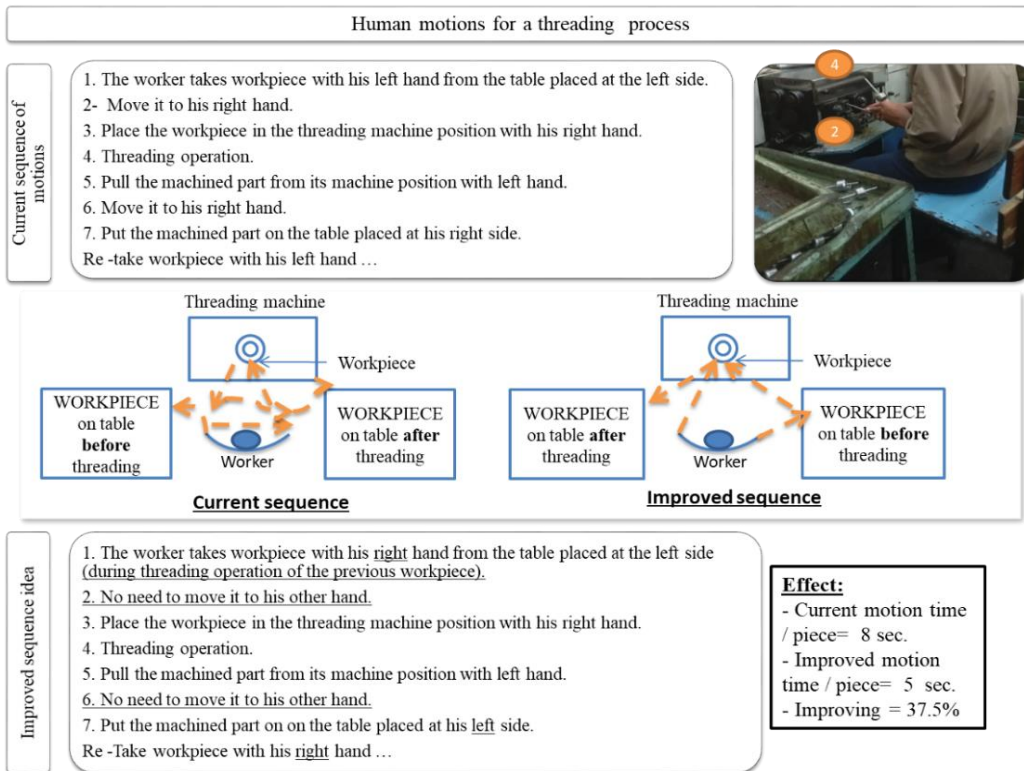 Human motions for a threading process
Current sequence of
motions
1. The worker takes workpiece with his left hand from the table placed at the left side.
2- Move it to his right hand.
3. Place the workpiece in the threading machine position with his right hand.
4. Threading operation.
5. Pull the machined part from its machine position with left hand.
6. Move it to his right hand.
7. Put the machined part on the table placed at his right side.
Re -take workpiece with his left hand …
4
2
Threading machine
Workpiece
WORKPIECE
on table
before
threading
WORKPIECE
on table after
threading
Worker
Current sequence
Threading machine
Workpiece
WORKPIECE
on table after
threading
WORKPIECE
on table before
threading
Worker
Improved sequence
Improved sequence idea
1. The worker takes workpiece with his right hand from the table placed at the left side
(during threading operation of the previous workpiece).
2. No need to move it to his other hand.
3. Place the workpiece in the threading machine position with his right hand.
4. Threading operation.
5. Pull the machined part from its machine position with left hand.
6. No need to move it to his other hand.
7. Put the machined part on on the table placed at his left side.
Re -Take workpiece with his right hand …
Effect:
- Current motion time
/ piece= 8 sec.
- Improved motion
time / piece= 5 sec.
- Improving = 37.5%